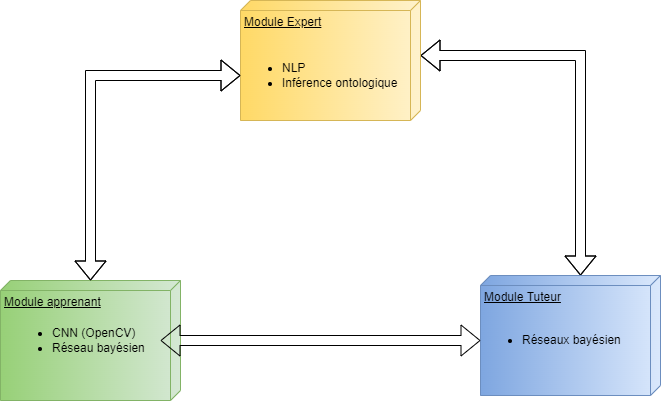 Module Expert
NLP
Inférence ontologique
Module apprenant
CNN (OpenCV)
Réseau bayésien
Module Tuteur
Réseaux bayésien